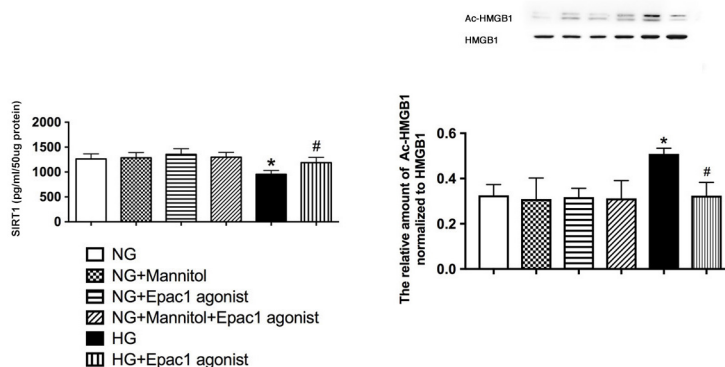 Ac-HMGB1
HMGB1
SIRT1 (pg/ml/50ug protein)
2000
1500
1000
500
0
*
#
NG
NG+Mannitol
NG+Epac1 agonist
NG+Mannitol+Epac1 agonist
HG
HG+Epac1 agonist
The relative amount of Ac-HMGB1
normalized to HMGB1
0.6
0.4
0.2
0.0
*
#